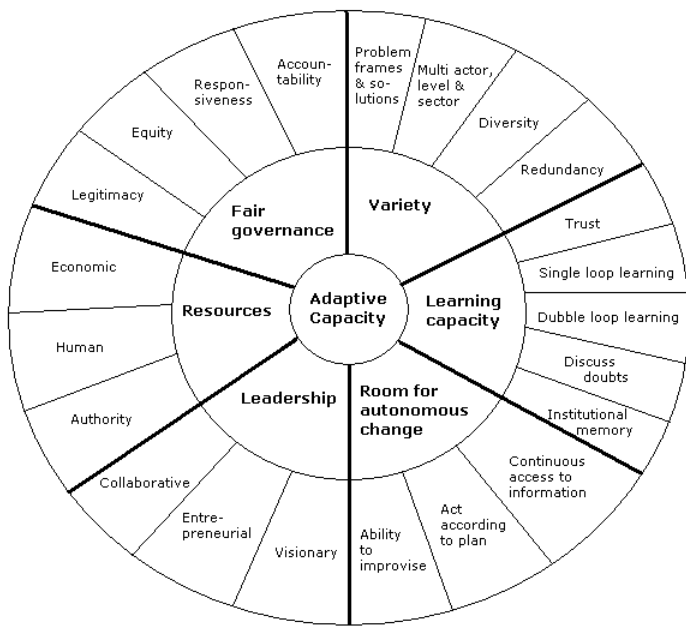 Adaptive
Capacity
Variety
Problem
frames
& so-
lutions
Multi actor,
level &
sector
Diversity
Redundancy
Learning
capacity
Trust
Single loop learning
Dubble loop learning
Discuss
doubts
Institutional
memory
Room for
autonomous
change
Continuous
access to
information
Act
according
to plan
Ability
to
improvise
Leadership
Visionary
Entre-
preneurial
Collaborative
Resources
Authority
Human
Economic
Fair
governance
Legitimacy
Equity
Respon-
siveness
Accoun-
tability